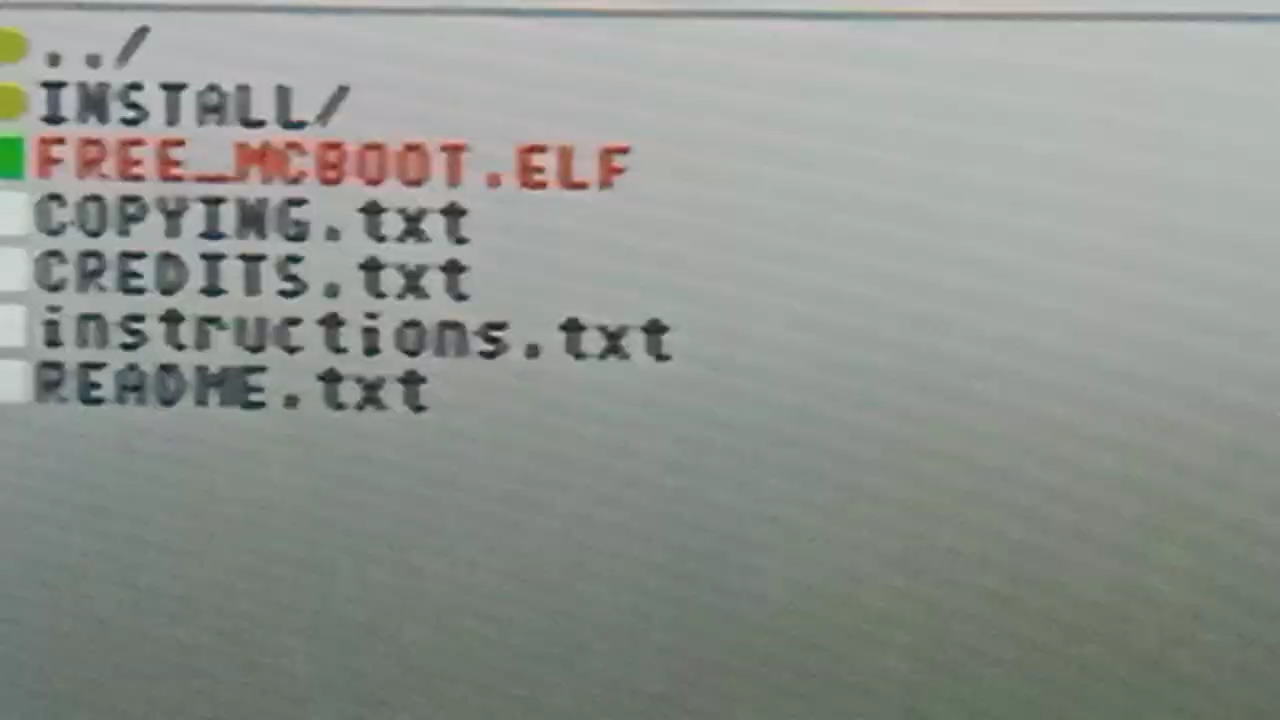 ../
INSTALL/
FREE_MCBOOT.ELF
COPYING.txt
CREDITS.txt
instructions.txt
README.txt